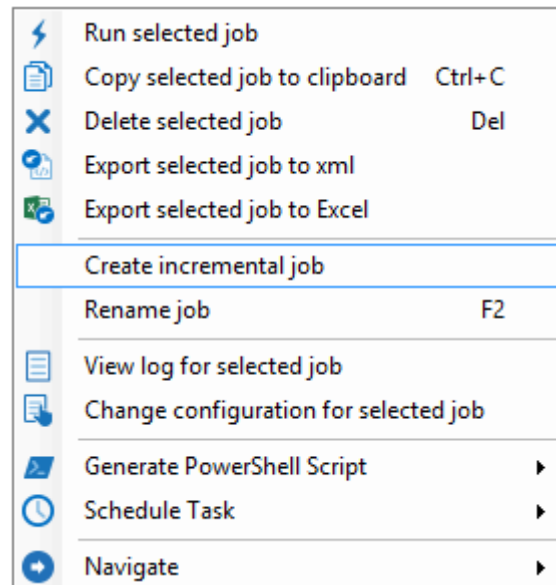 Run selected job
Copy selected job to clipboard Ctrl+C
Delete selected job Del
Export selected job to xml
Export selected job to Excel
Create incremental job
Rename job F2
View log for selected job
Change configuration for selected job
Generate PowerShell Script
Schedule Task
Navigate